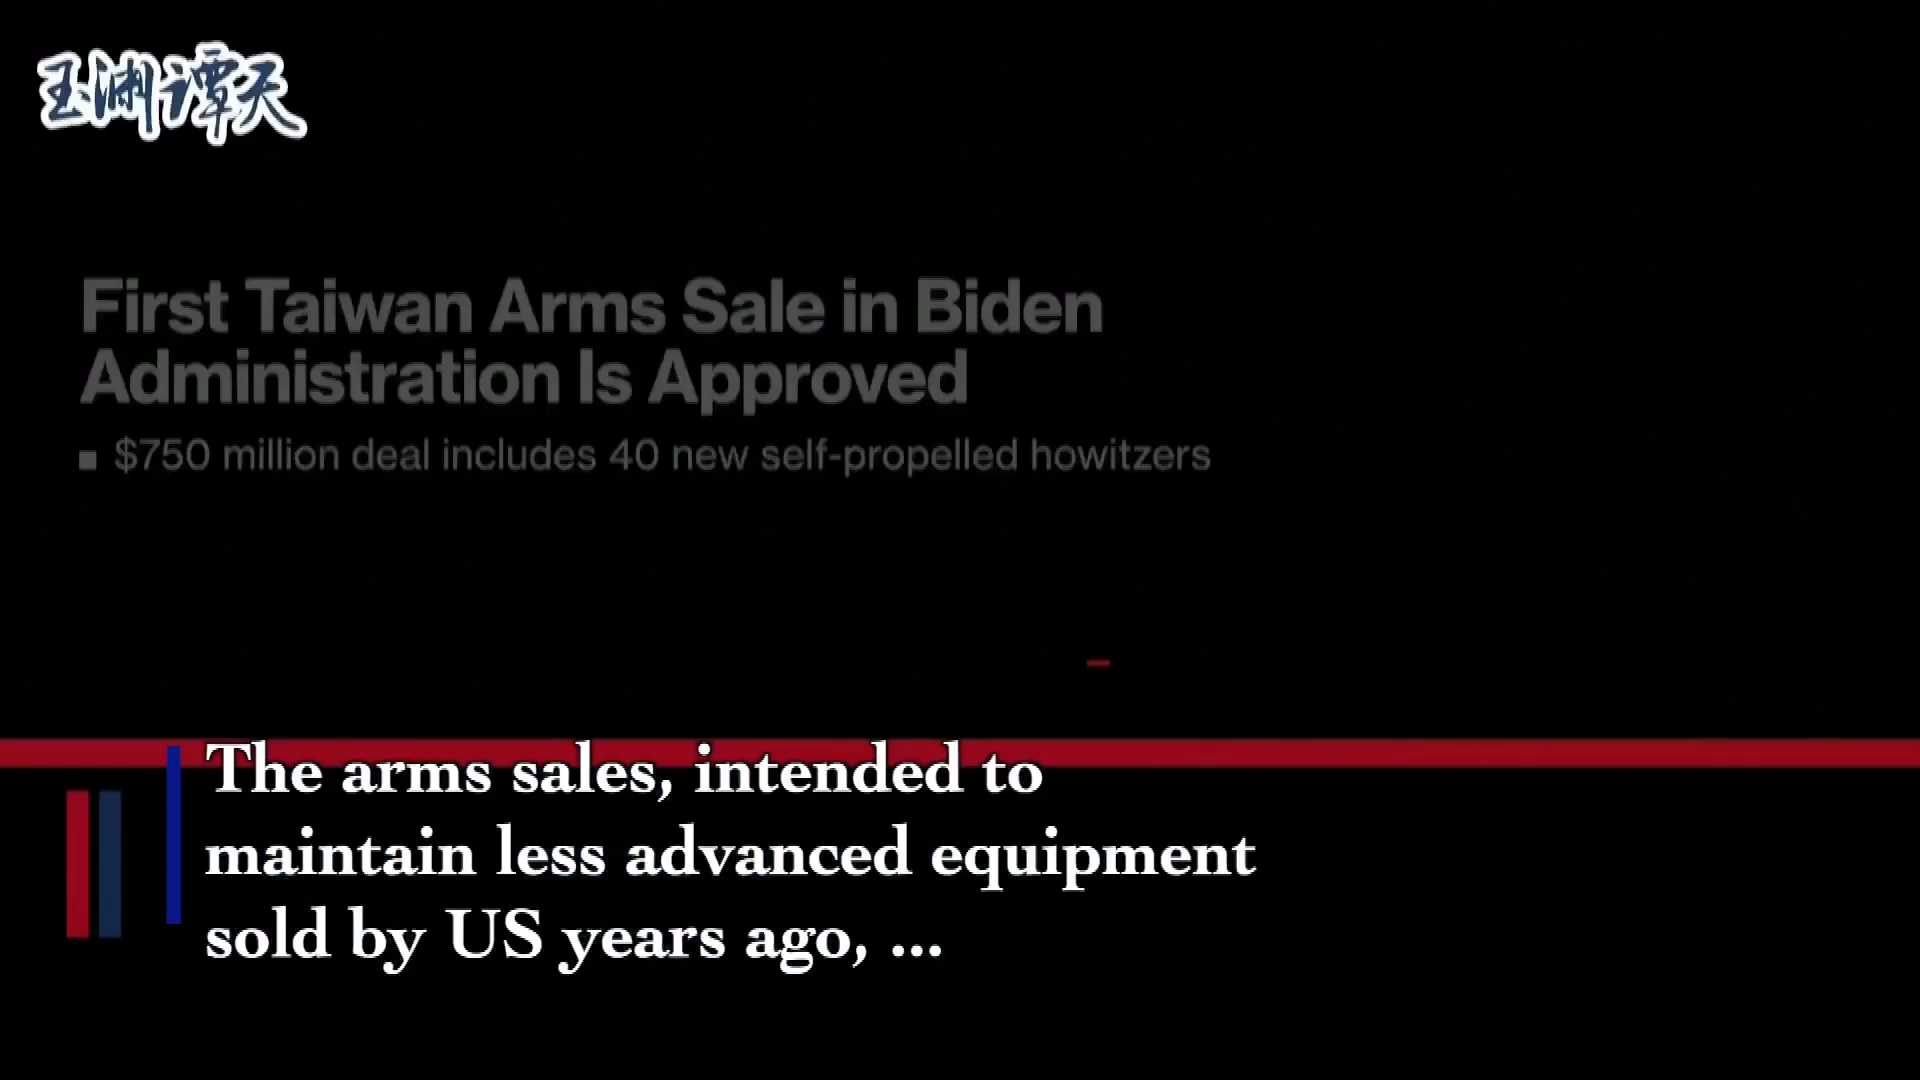 玉渊谭天
First Taiwan Arms Sale in Biden
Administration Is Approved
▪ $750 million deal includes 40 new self-propelled howitzers
The arms sales, intended to
maintain less advanced equipment
sold by US years ago, ...